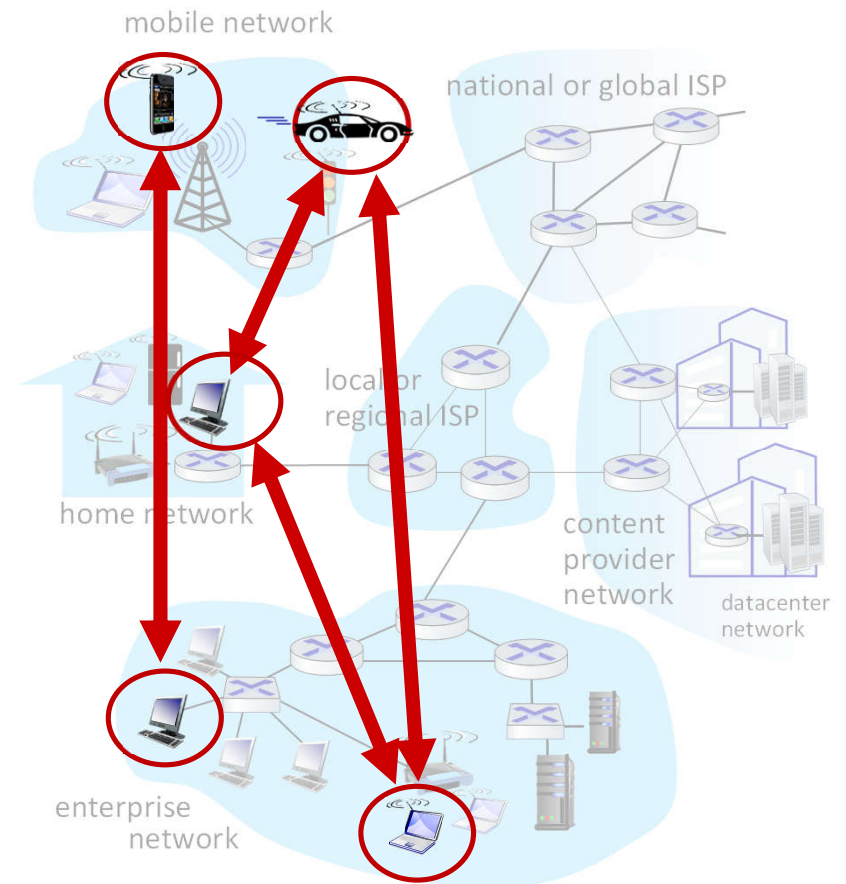 mobile network
national or global ISP
local or
regional ISP
home network
content
provider
network
datacenter
network
enterprise
network